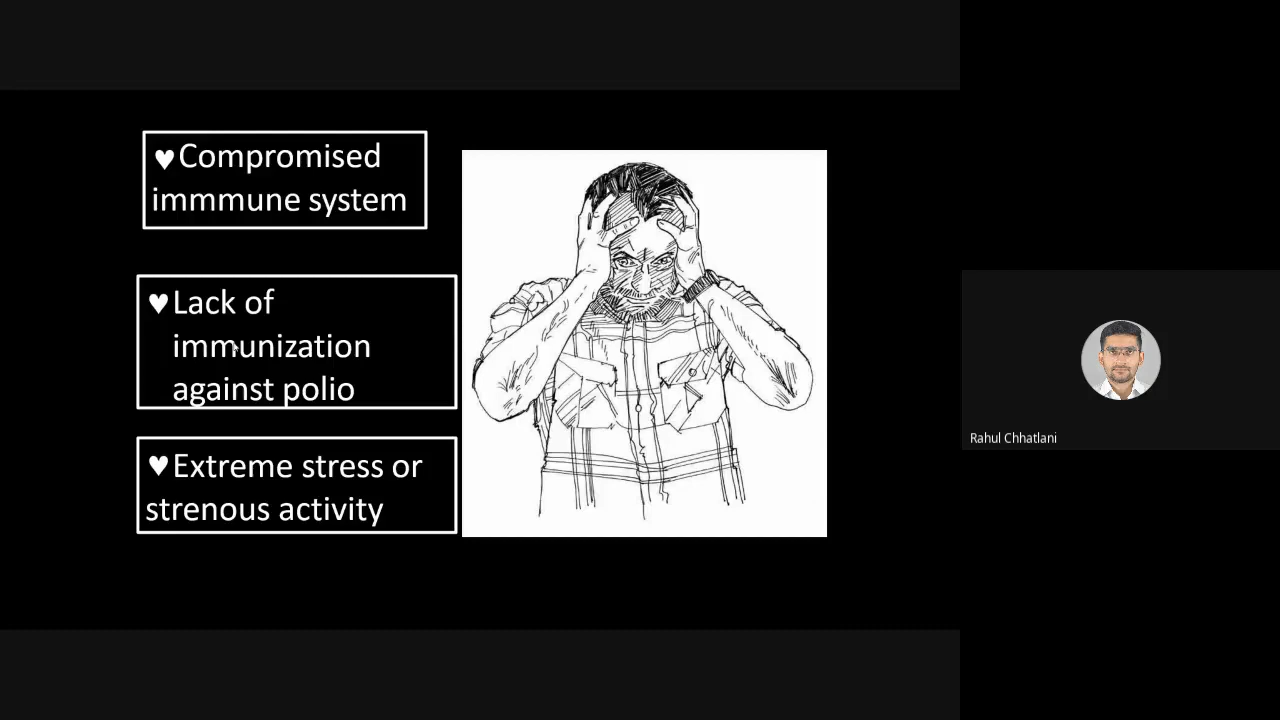 ♥Compromised
immmune system
♥Lack of
immunization
against polio
♥Extreme stress or
strenous activity
Rahul Chhatlani